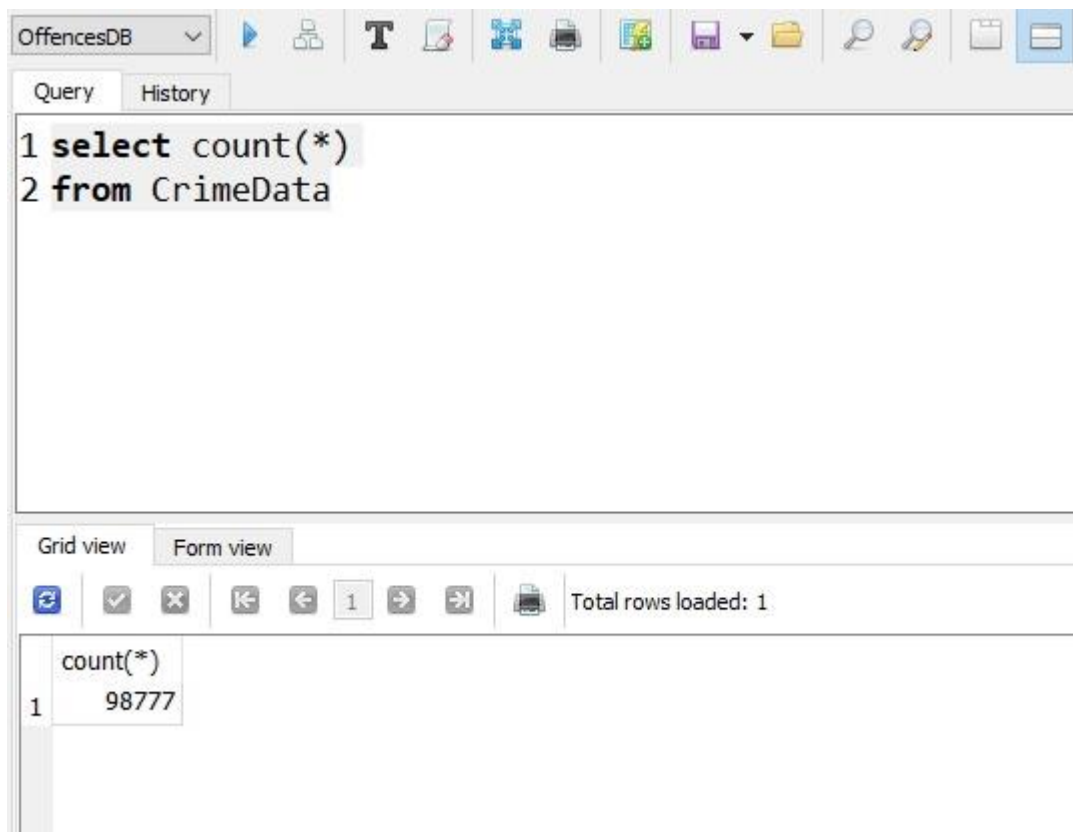 OffencesDB
Query History
1 select count(*)
2 from CrimeData
Grid view Form view
1 Total rows loaded: 1
count(*)
1 98777